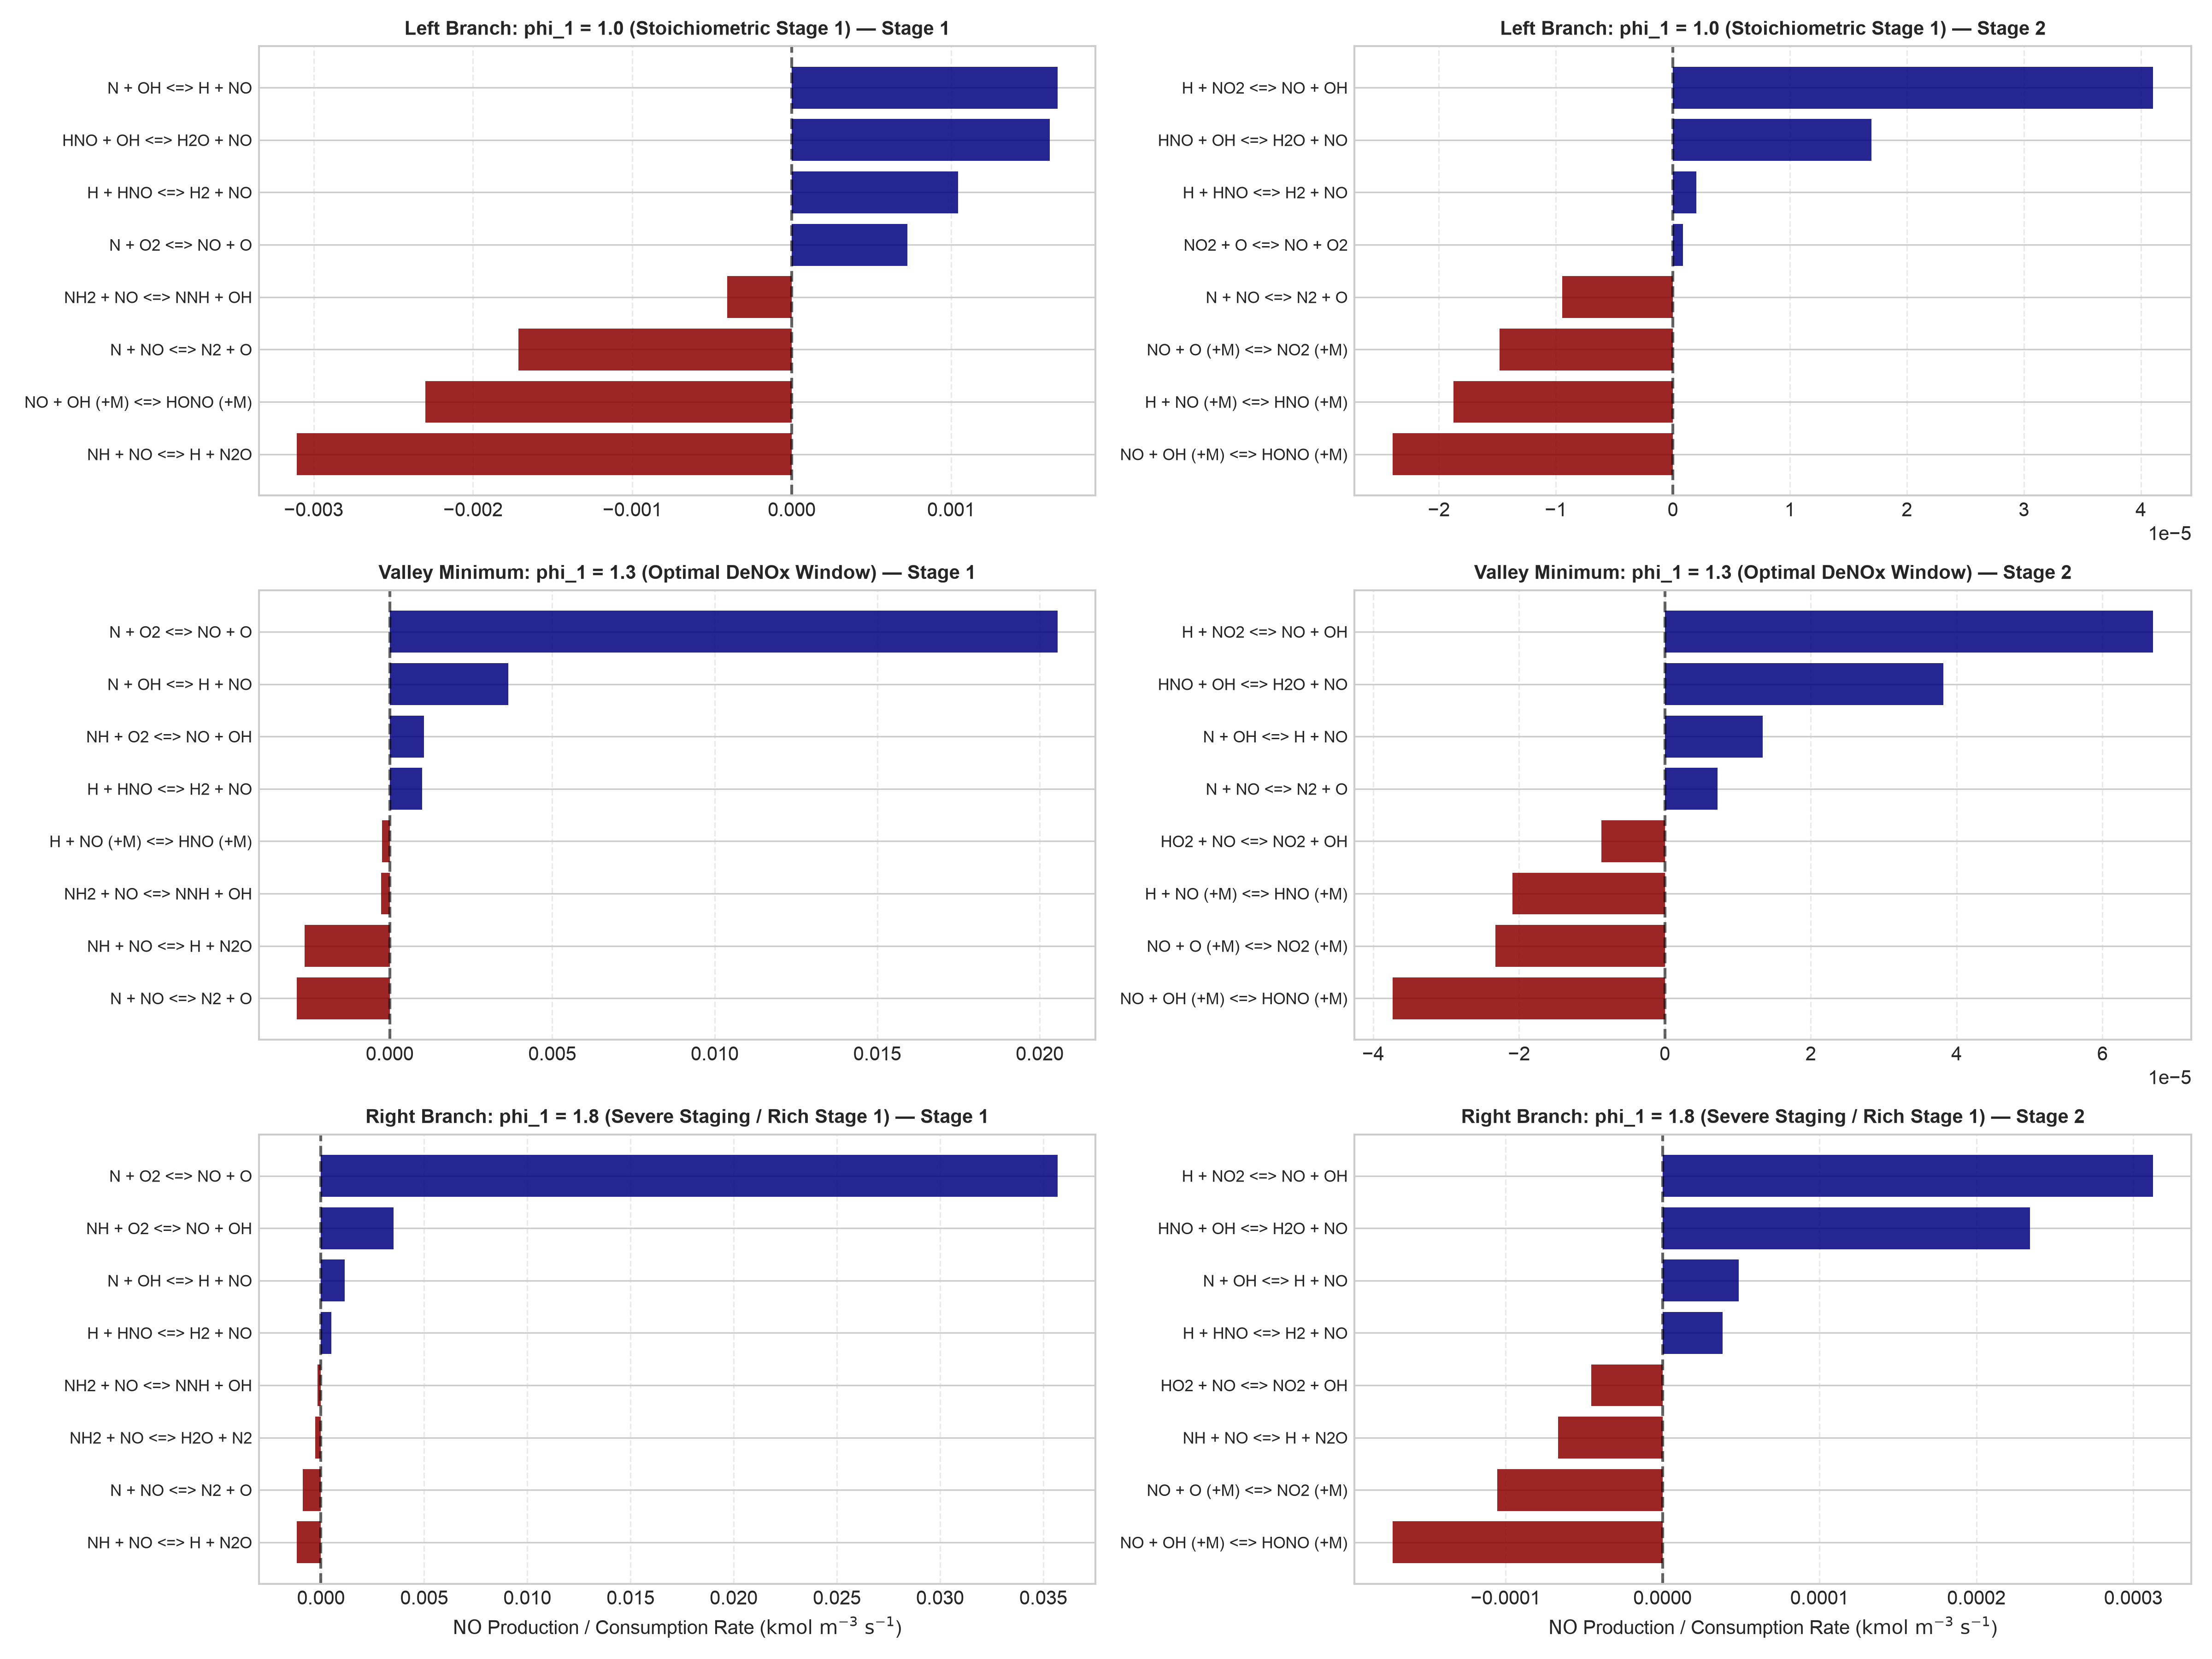 Left Branch: phi_1 = 1.0 (Stoichiometric Stage 1) — Stage 1
N + OH <=> H + NO
HNO + OH <=> H2O + NO
H + HNO <=> H2 + NO
N + O2 <=> NO + O
NH2 + NO <=> NNH + OH
N + NO <=> N2 + O
NO + OH (+M) <=> HONO (+M)
NH + NO <=> H + N2O
−0.003 −0.002 −0.001 0.000 0.001
Left Branch: phi_1 = 1.0 (Stoichiometric Stage 1) — Stage 2
H + NO2 <=> NO + OH
HNO + OH <=> H2O + NO
H + HNO <=> H2 + NO
NO2 + O <=> NO + O2
N + NO <=> N2 + O
NO + O (+M) <=> NO2 (+M)
H + NO (+M) <=> HNO (+M)
NO + OH (+M) <=> HONO (+M)
−2 −1 0 1 2 3 4
1e−5
Valley Minimum: phi_1 = 1.3 (Optimal DeNOx Window) — Stage 1
N + O2 <=> NO + O
N + OH <=> H + NO
NH + O2 <=> NO + OH
H + HNO <=> H2 + NO
H + NO (+M) <=> HNO (+M)
NH2 + NO <=> NNH + OH
NH + NO <=> H + N2O
N + NO <=> N2 + O
0.000 0.005 0.010 0.015 0.020
Valley Minimum: phi_1 = 1.3 (Optimal DeNOx Window) — Stage 2
H + NO2 <=> NO + OH
HNO + OH <=> H2O + NO
N + OH <=> H + NO
N + NO <=> N2 + O
HO2 + NO <=> NO2 + OH
H + NO (+M) <=> HNO (+M)
NO + O (+M) <=> NO2 (+M)
NO + OH (+M) <=> HONO (+M)
−4 −2 0 2 4 6
1e−5
Right Branch: phi_1 = 1.8 (Severe Staging / Rich Stage 1) — Stage 1
N + O2 <=> NO + O
NH + O2 <=> NO + OH
N + OH <=> H + NO
H + HNO <=> H2 + NO
NH2 + NO <=> NNH + OH
NH2 + NO <=> H2O + N2
N + NO <=> N2 + O
NH + NO <=> H + N2O
0.000 0.005 0.010 0.015 0.020 0.025 0.030 0.035
NO Production / Consumption Rate (kmol m⁻³ s⁻¹)
Right Branch: phi_1 = 1.8 (Severe Staging / Rich Stage 1) — Stage 2
H + NO2 <=> NO + OH
HNO + OH <=> H2O + NO
N + OH <=> H + NO
H + HNO <=> H2 + NO
HO2 + NO <=> NO2 + OH
NH + NO <=> H + N2O
NO + O (+M) <=> NO2 (+M)
NO + OH (+M) <=> HONO (+M)
−0.0001 0.0000 0.0001 0.0002 0.0003
NO Production / Consumption Rate (kmol m⁻³ s⁻¹)